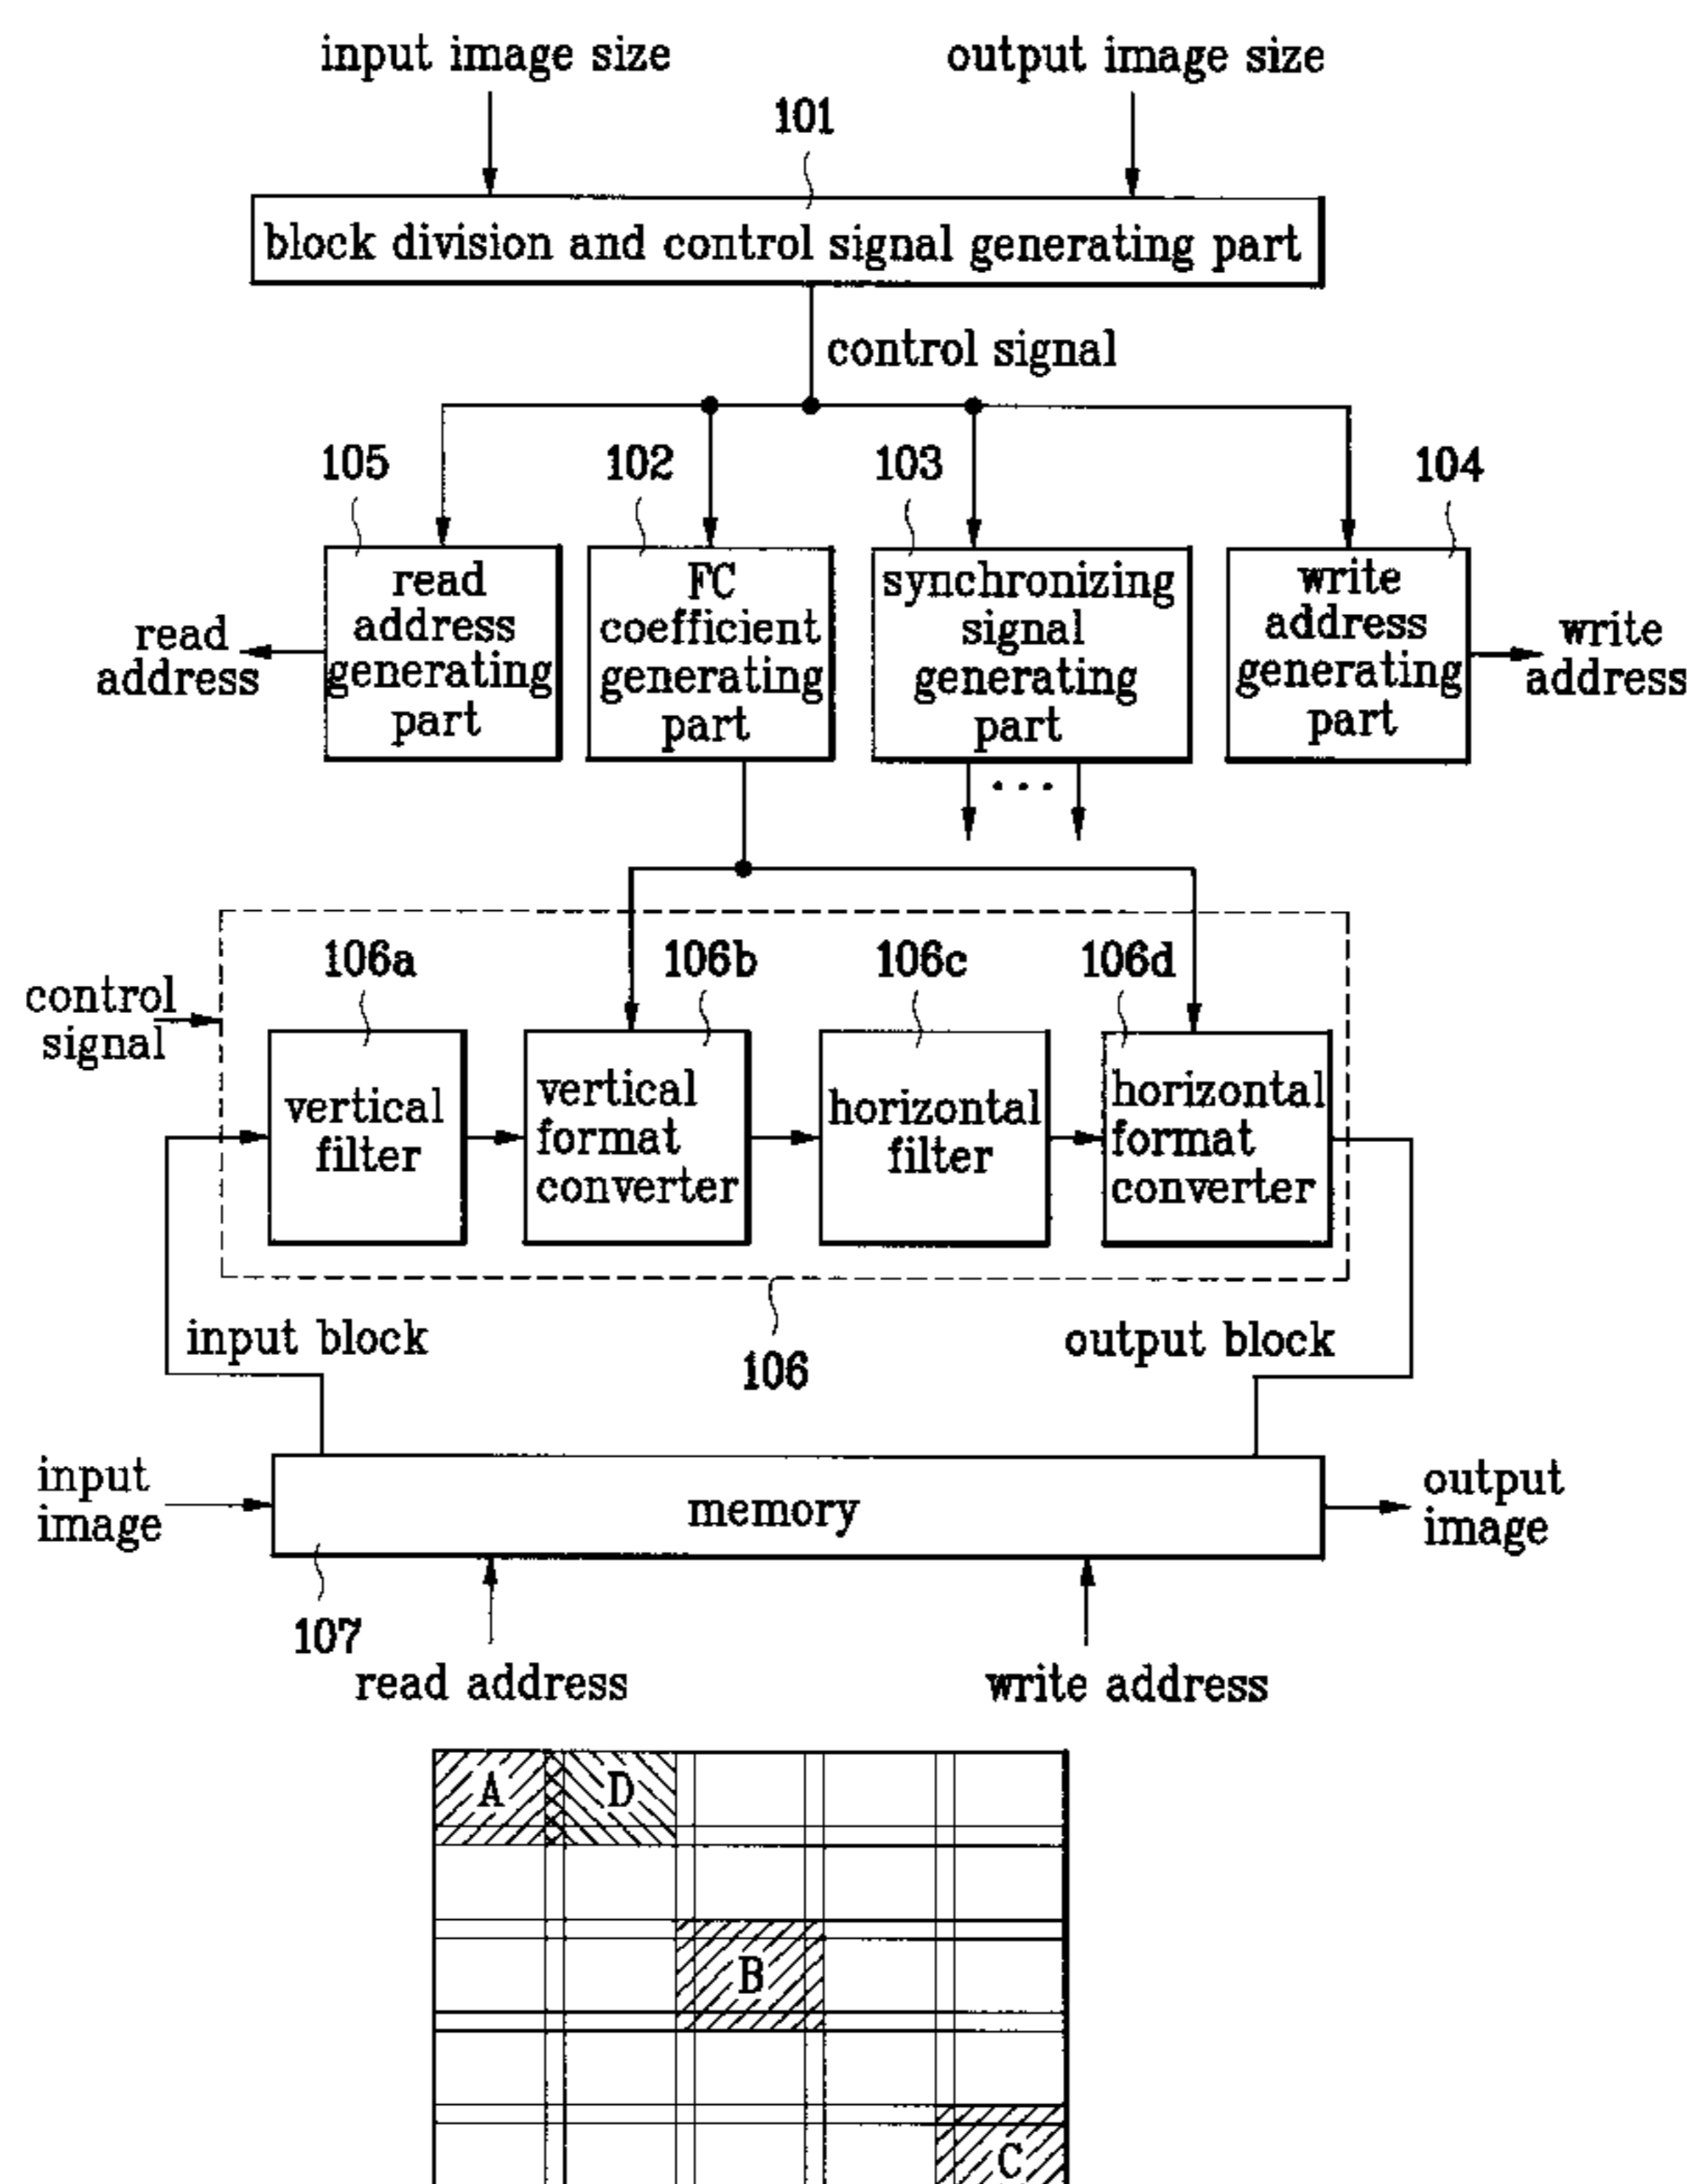 input image size
output image size
101
block division and control signal generating part
control signal
105
102
103
104
read
address
generating
part
FC
coefficient
generating
part
synchronizing
signal
generating
part
write
address
generating
part
read
address
write
address
...
106a
106b
106c
106d
control
signal
vertical
filter
vertical
format
converter
horizontal
filter
horizontal
format
converter
input block
106
output block
input
image
memory
output
image
107
read address
write address
A
D
B
C